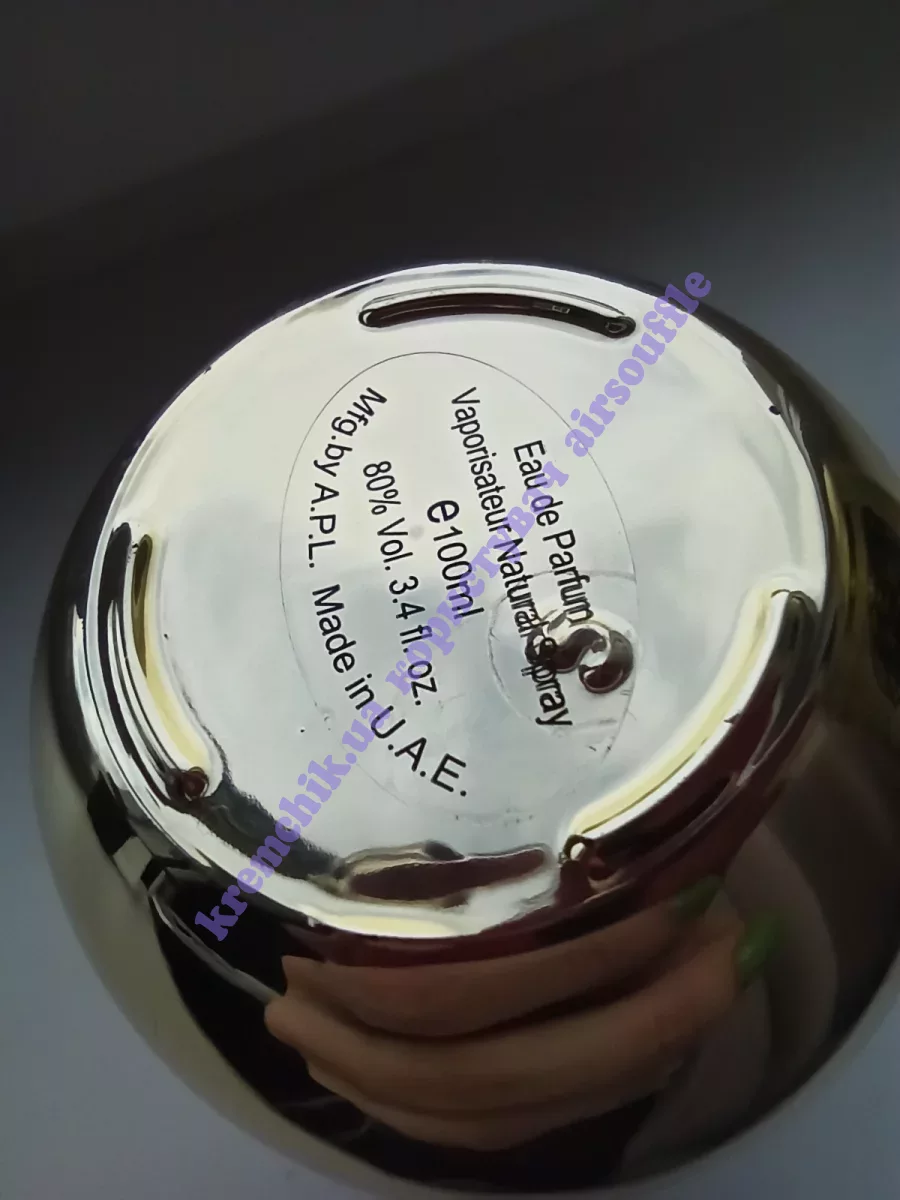 Eau de Parfum
Vaporisateur Natural Spray
e 100ml
80% Vol. 3.4 fl. oz.
Mfg.by A.P.L. Made in U.A.E.
S
kremchik.ua користувач airsouffle